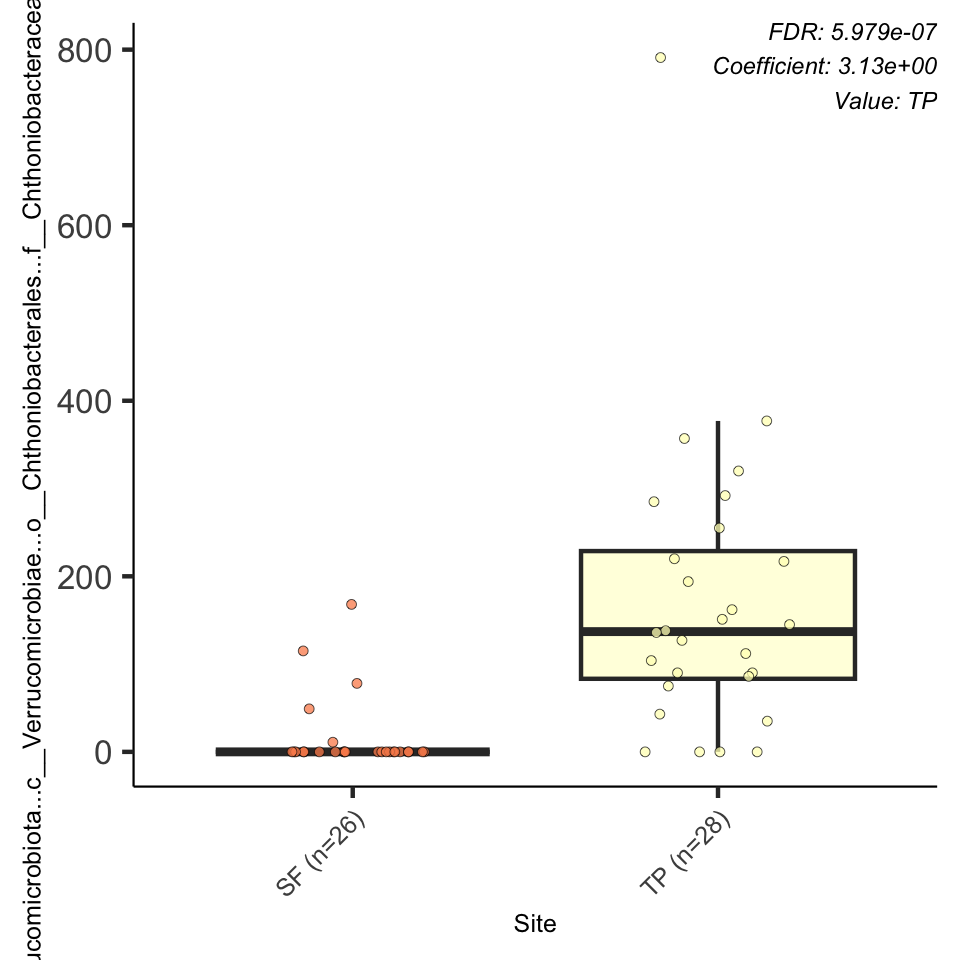 FDR: 5.979e-07
Coefficient: 3.13e+00
Value: TP
800
600
400
200
0
ucomicrobiota...c__Verrucomicrobiae...o__Chthoniobacterales...f__Chthoniobacteracea
SF (n=26)
TP (n=28)
Site